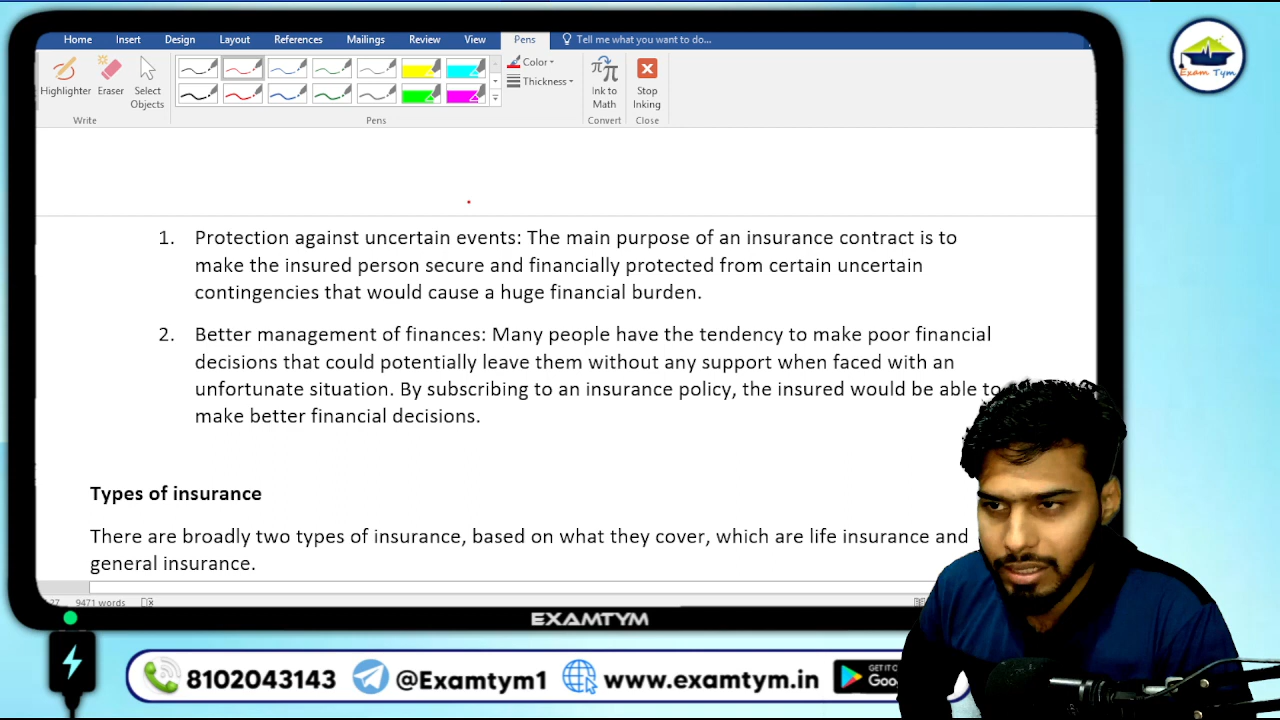 Home Insert Design Layout References Mailings Review View Pens Tell me what you want to do...
Highlighter Eraser Select Objects
Color
Thickness
Ink to Math
Stop Inking
Write Pens Convert Close
Exam Tym
1. Protection against uncertain events: The main purpose of an insurance contract is to
make the insured person secure and financially protected from certain uncertain
contingencies that would cause a huge financial burden.
2. Better management of finances: Many people have the tendency to make poor financial
decisions that could potentially leave them without any support when faced with an
unfortunate situation. By subscribing to an insurance policy, the insured would be able to
make better financial decisions.
Types of insurance
There are broadly two types of insurance, based on what they cover, which are life insurance and
general insurance.
9471 words
EXAMTYM
8102043143 @Examtym1 www.examtym.in GET IT